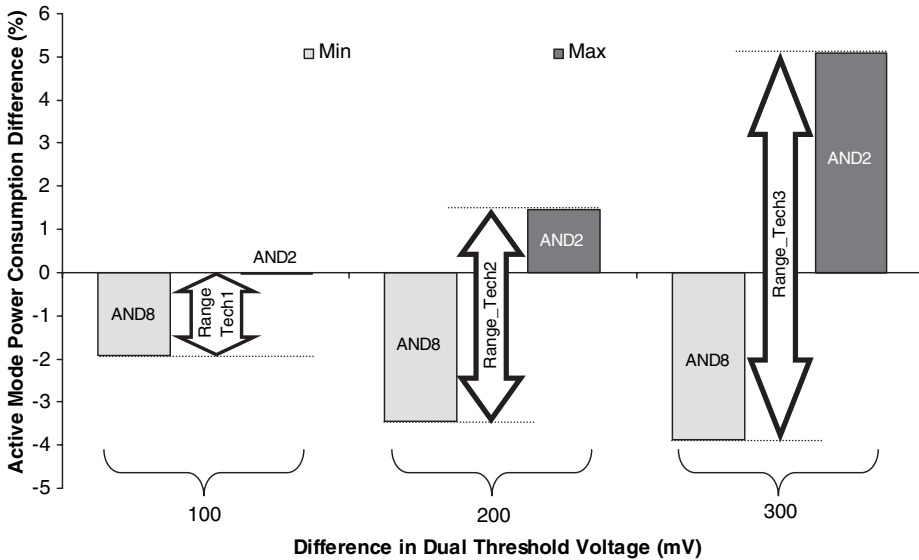 Active Mode Power Consumption Difference (%)
6
5
4
3
2
1
0
-1
-2
-3
-4
-5
Min
Max
AND8
Range
Tech1
AND2
AND8
Range_Tech2
AND2
AND8
Range_Tech3
AND2
100
200
300
Difference in Dual Threshold Voltage (mV)